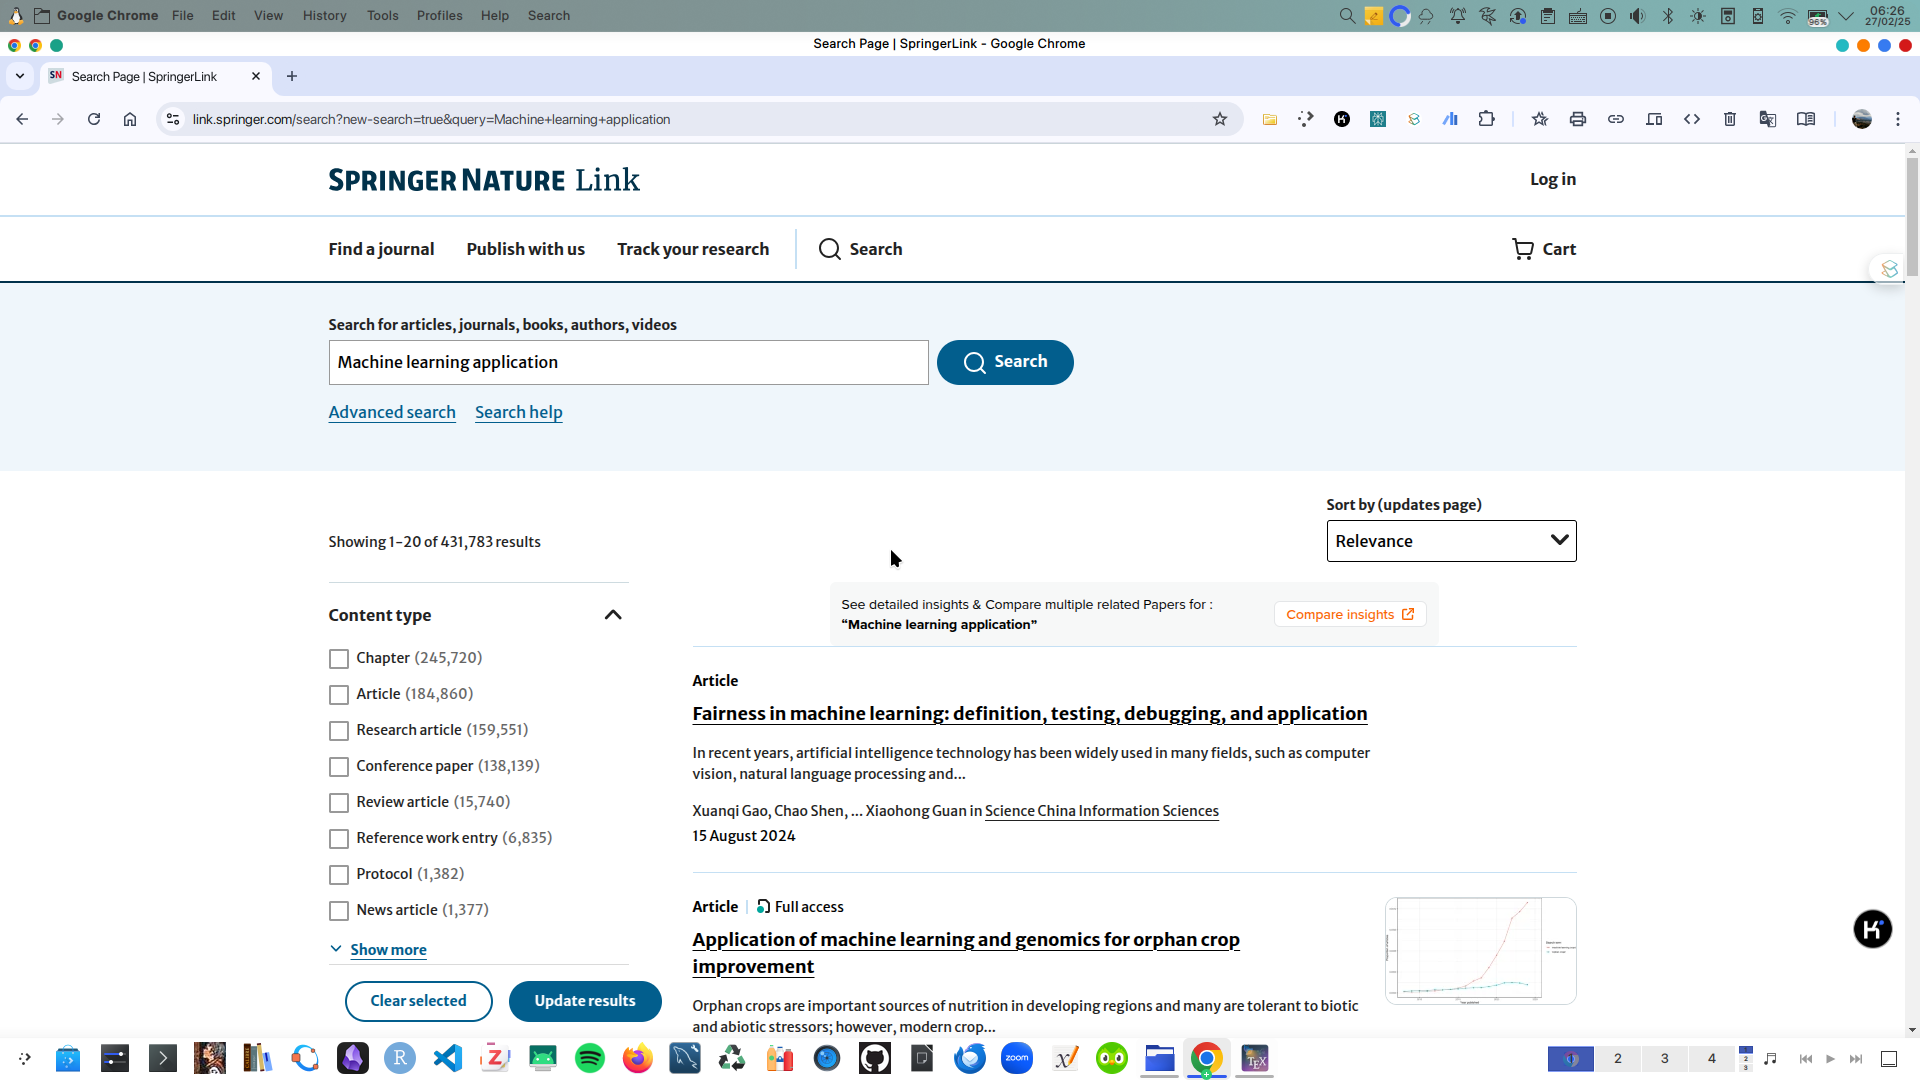 Google Chrome File Edit View History Tools Profiles Help Search
96%
06:26
27/02/25
Search Page | SpringerLink - Google Chrome
SN Search Page | SpringerLink
link.springer.com/search?new-search=true&query=Machine+learning+application
SPRINGER NATURE Link
Log in
Find a journal Publish with us Track your research Search Cart
Search for articles, journals, books, authors, videos
Machine learning application
Search
Advanced search Search help
Sort by (updates page)
Relevance
Showing 1-20 of 431,783 results
See detailed insights & Compare multiple related Papers for :
"Machine learning application"
Compare insights
Content type
Chapter (245,720)
Article (184,860)
Research article (159,551)
Conference paper (138,139)
Review article (15,740)
Reference work entry (6,835)
Protocol (1,382)
News article (1,377)
Show more
Clear selected Update results
Article
Fairness in machine learning: definition, testing, debugging, and application
In recent years, artificial intelligence technology has been widely used in many fields, such as computer
vision, natural language processing and...
Xuanqi Gao, Chao Shen, ... Xiaohong Guan in Science China Information Sciences
15 August 2024
Article Full access
Application of machine learning and genomics for orphan crop
improvement
Orphan crops are important sources of nutrition in developing regions and many are tolerant to biotic
and abiotic stressors; however, modern crop...
K
zoom
TEX
2 3 4